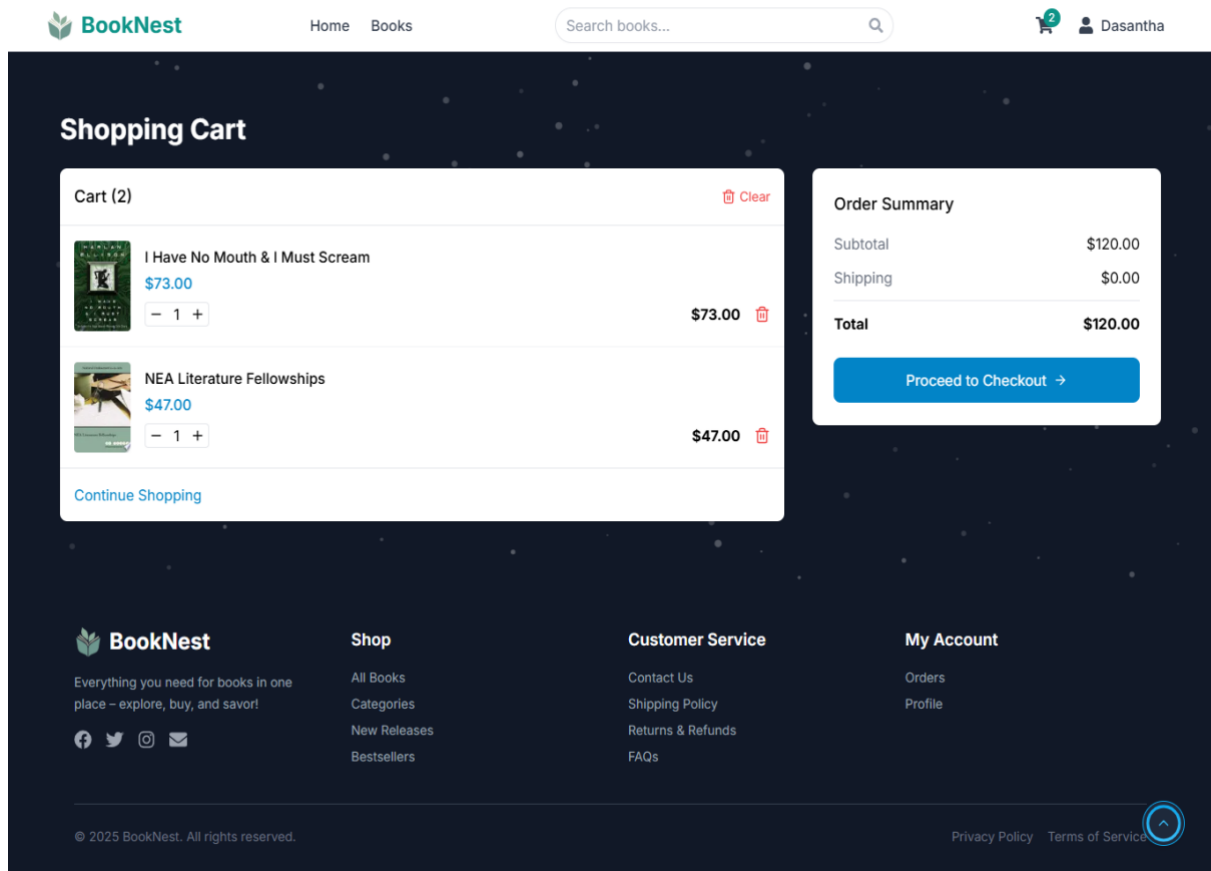 BookNest
Home Books
Search books...
2
Dasantha
Shopping Cart
Cart (2)
Clear
HARLAN
ELLISON
I Have No Mouth & I Must Scream
$73.00
− 1 +
$73.00
NEA Literature Fellowships
$47.00
− 1 +
$47.00
Continue Shopping
Order Summary
Subtotal $120.00
Shipping $0.00
Total $120.00
Proceed to Checkout →
BookNest
Everything you need for books in one
place – explore, buy, and savor!
Shop
All Books
Categories
New Releases
Bestsellers
Customer Service
Contact Us
Shipping Policy
Returns & Refunds
FAQs
My Account
Orders
Profile
© 2025 BookNest. All rights reserved.
Privacy Policy Terms of Service